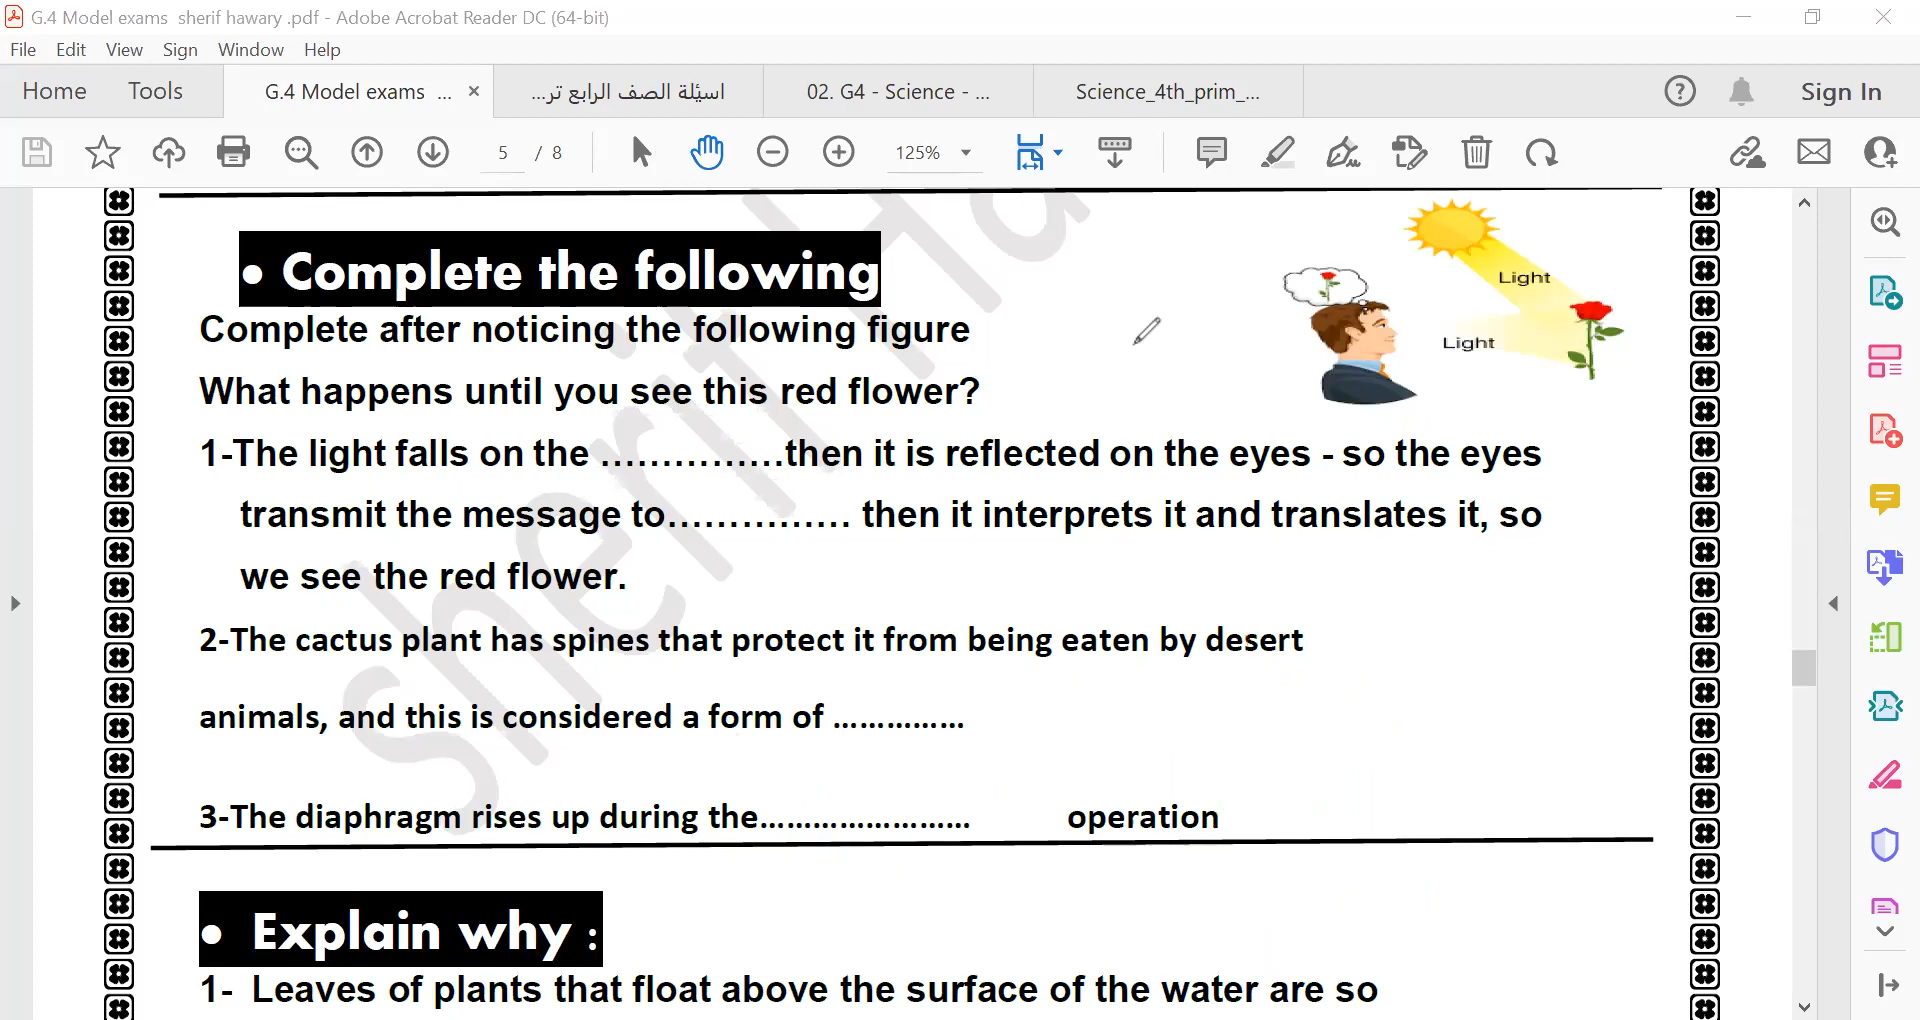 G.4 Model exams sherif hawary .pdf - Adobe Acrobat Reader DC (64-bit)
File Edit View Sign Window Help
Home Tools G.4 Model exams ... × اسئلة الصف الرابع تر... 02. G4 - Science - ... Science_4th_prim_... Sign In
5 / 8 125%
• Complete the following
Light
Complete after noticing the following figure
Light
What happens until you see this red flower?
1-The light falls on the ...............then it is reflected on the eyes - so the eyes
transmit the message to............... then it interprets it and translates it, so
we see the red flower.
2-The cactus plant has spines that protect it from being eaten by desert
animals, and this is considered a form of ...............
3-The diaphragm rises up during the........................ operation
• Explain why :
1- Leaves of plants that float above the surface of the water are so
sherif Ha